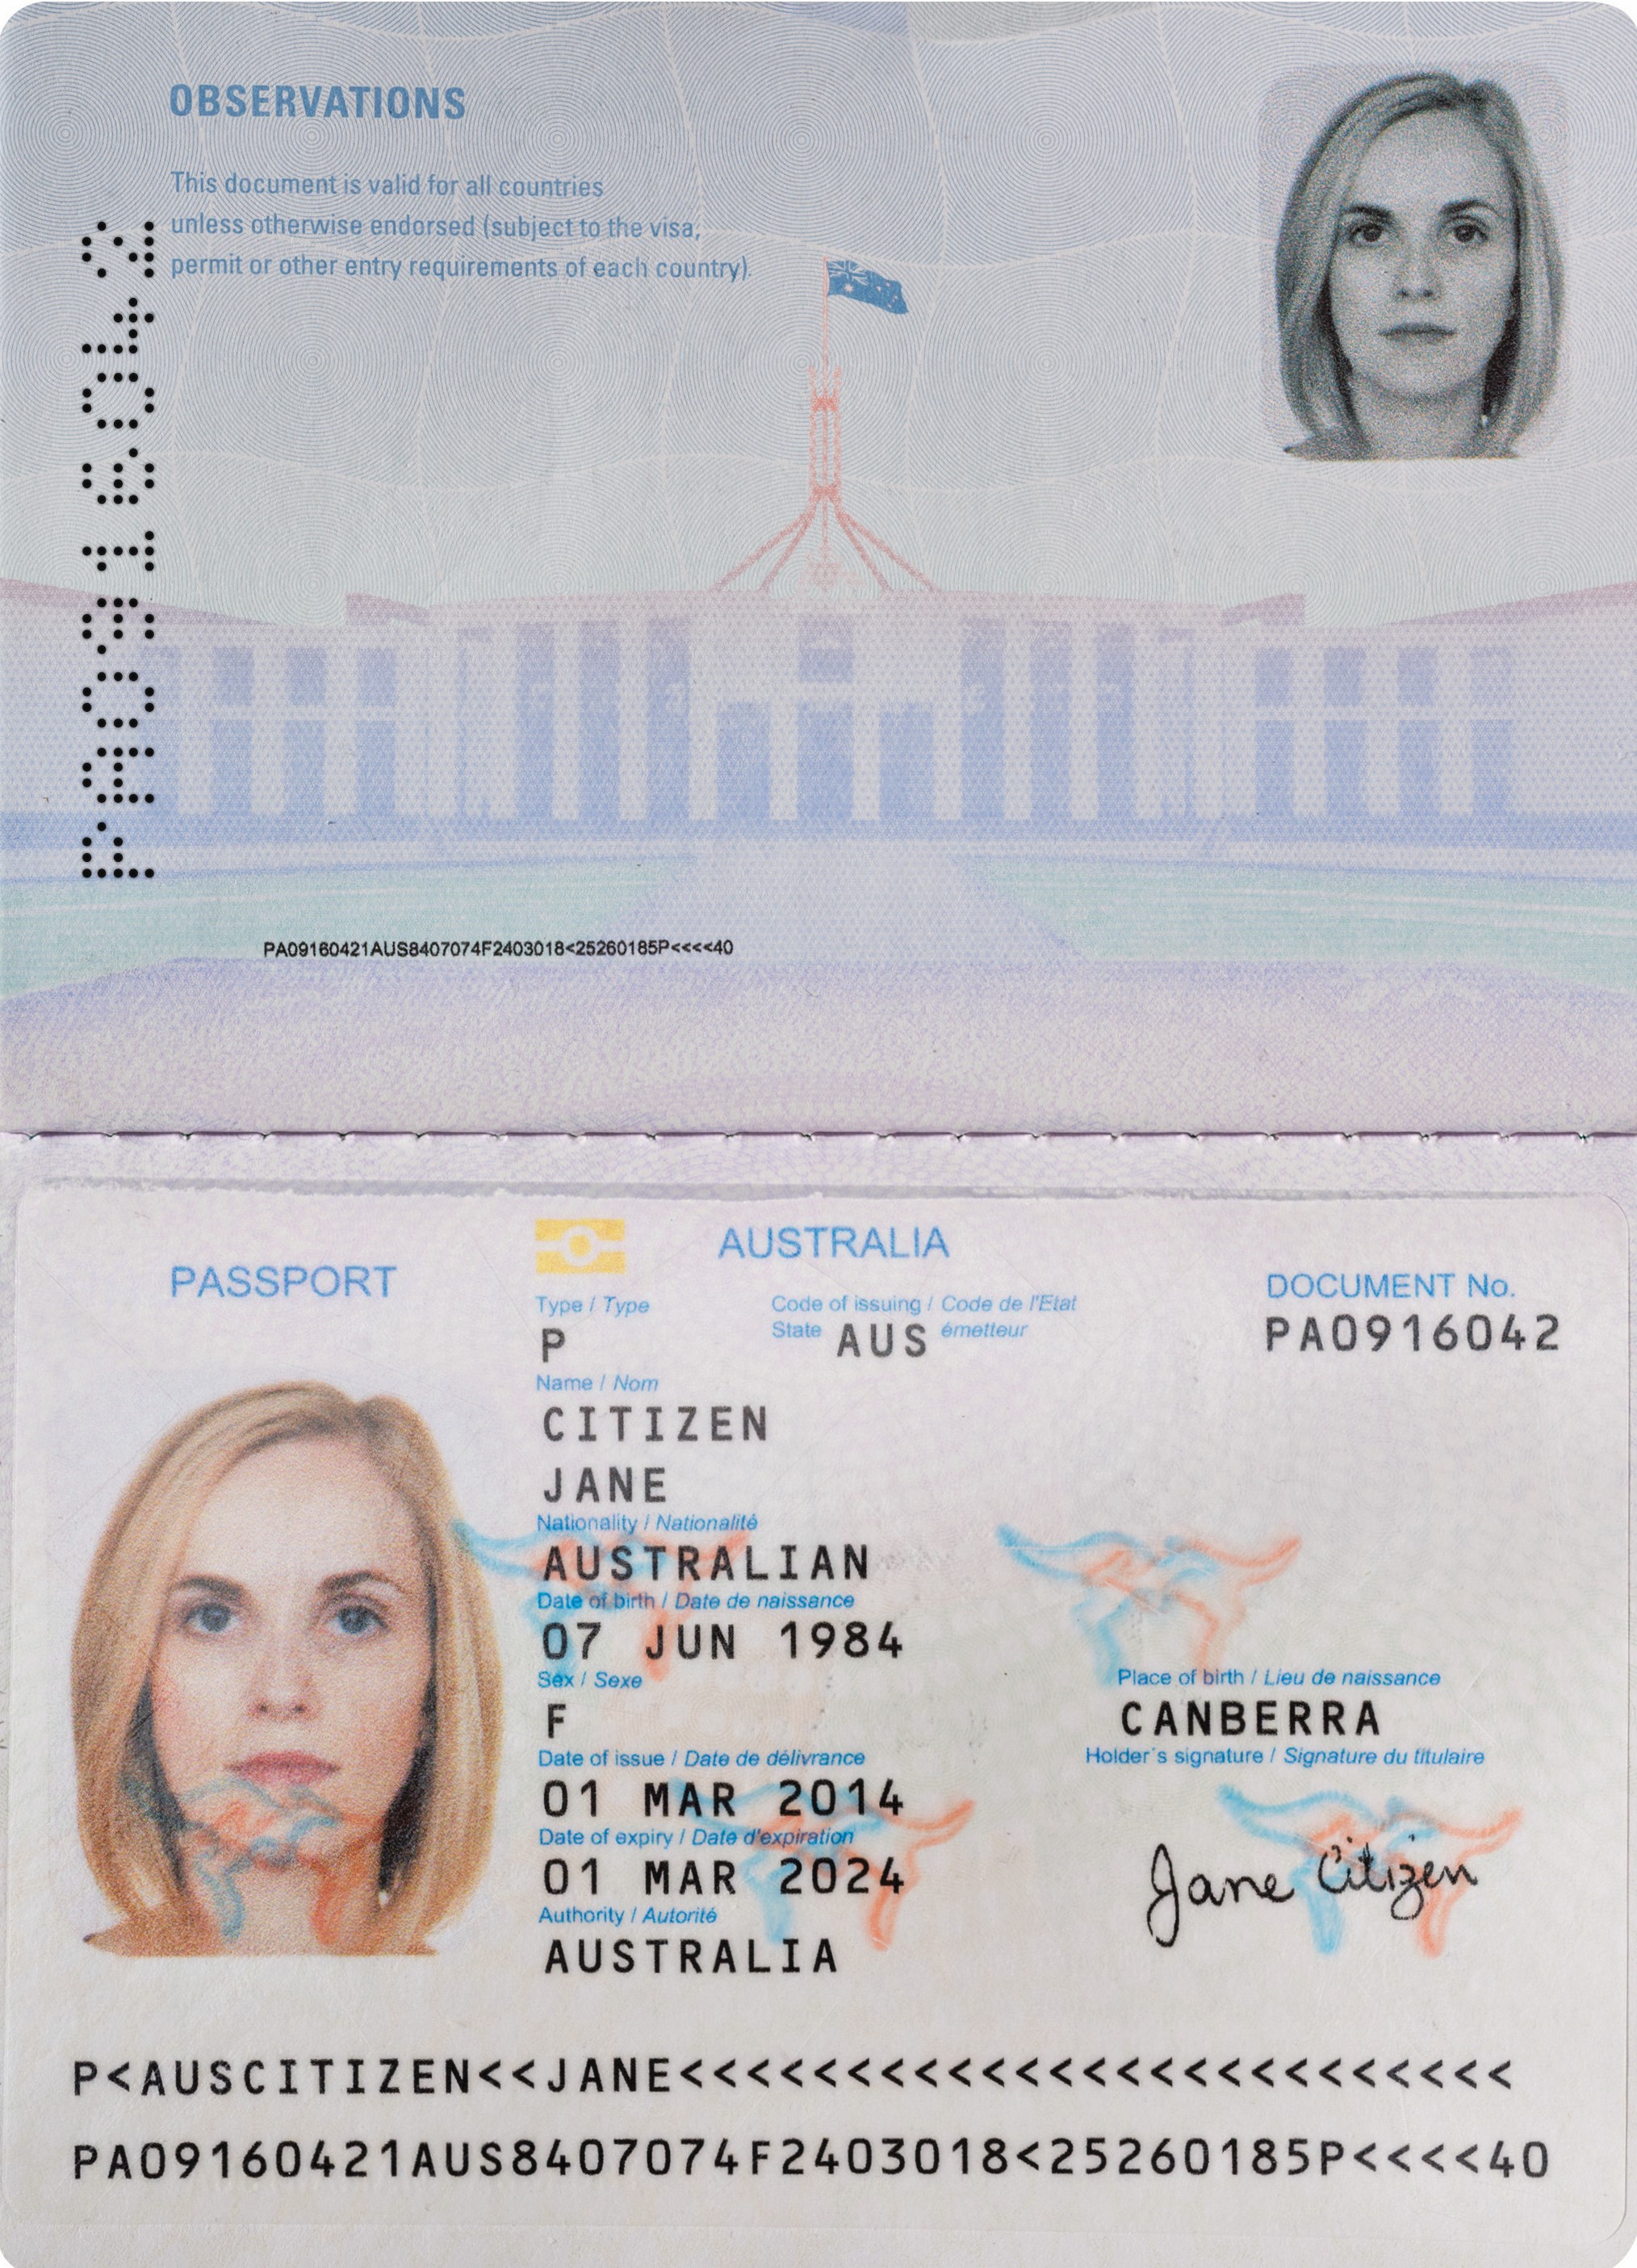 OBSERVATIONS
This document is valid for all countries
unless otherwise endorsed (subject to the visa,
permit or other entry requirements of each country).
PA0916042
PA09160421AUS8407074F2403018<25260185P<<<<40
PASSPORT
AUSTRALIA
DOCUMENT No.
PA0916042
Type / Type
P
Code of issuing / Code de l'Etat
State AUS émetteur
Name / Nom
CITIZEN
JANE
Nationality / Nationalité
AUSTRALIAN
Date of birth / Date de naissance
07 JUN 1984
Sex / Sexe
F
Place of birth / Lieu de naissance
CANBERRA
Date of issue / Date de délivrance
01 MAR 2014
Holder's signature / Signature du titulaire
Jane Citizen
Date of expiry / Date d'expiration
01 MAR 2024
Authority / Autorité
AUSTRALIA
P<AUSCITIZEN<<JANE<<<<<<<<<<<<<<<<<<<<<<<<<
PA09160421AUS8407074F2403018<25260185P<<<<40